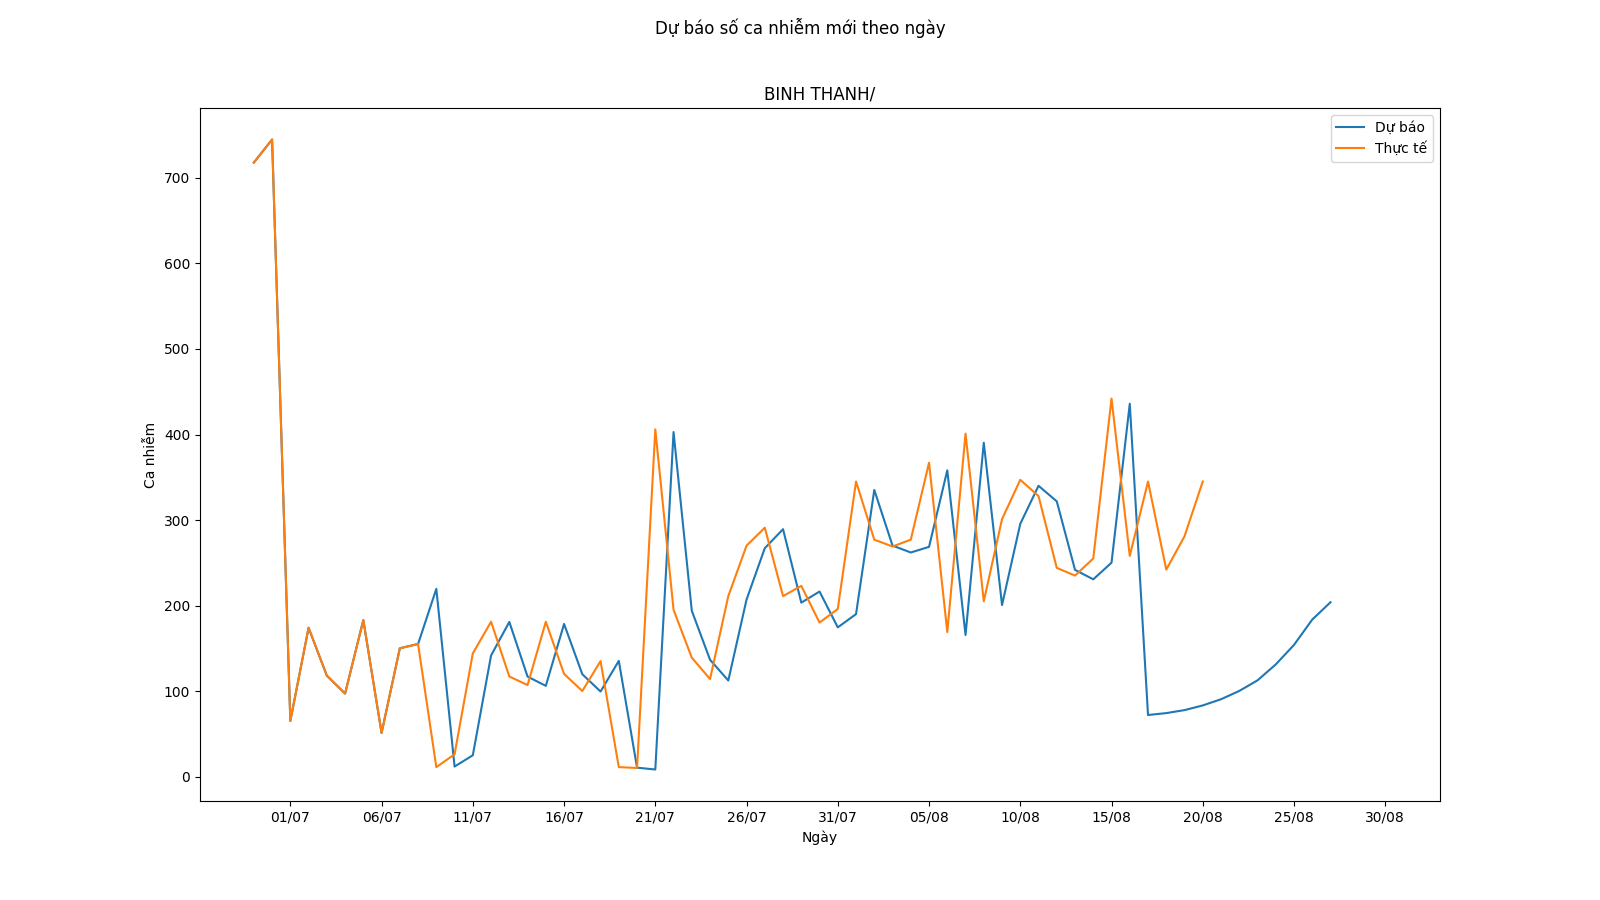 Dự báo số ca nhiễm mới theo ngày
BINH THANH/
Dự báo
Thực tế
700
600
500
400
300
200
100
0
Ca nhiễm
01/07 06/07 11/07 16/07 21/07 26/07 31/07 05/08 10/08 15/08 20/08 25/08 30/08
Ngày